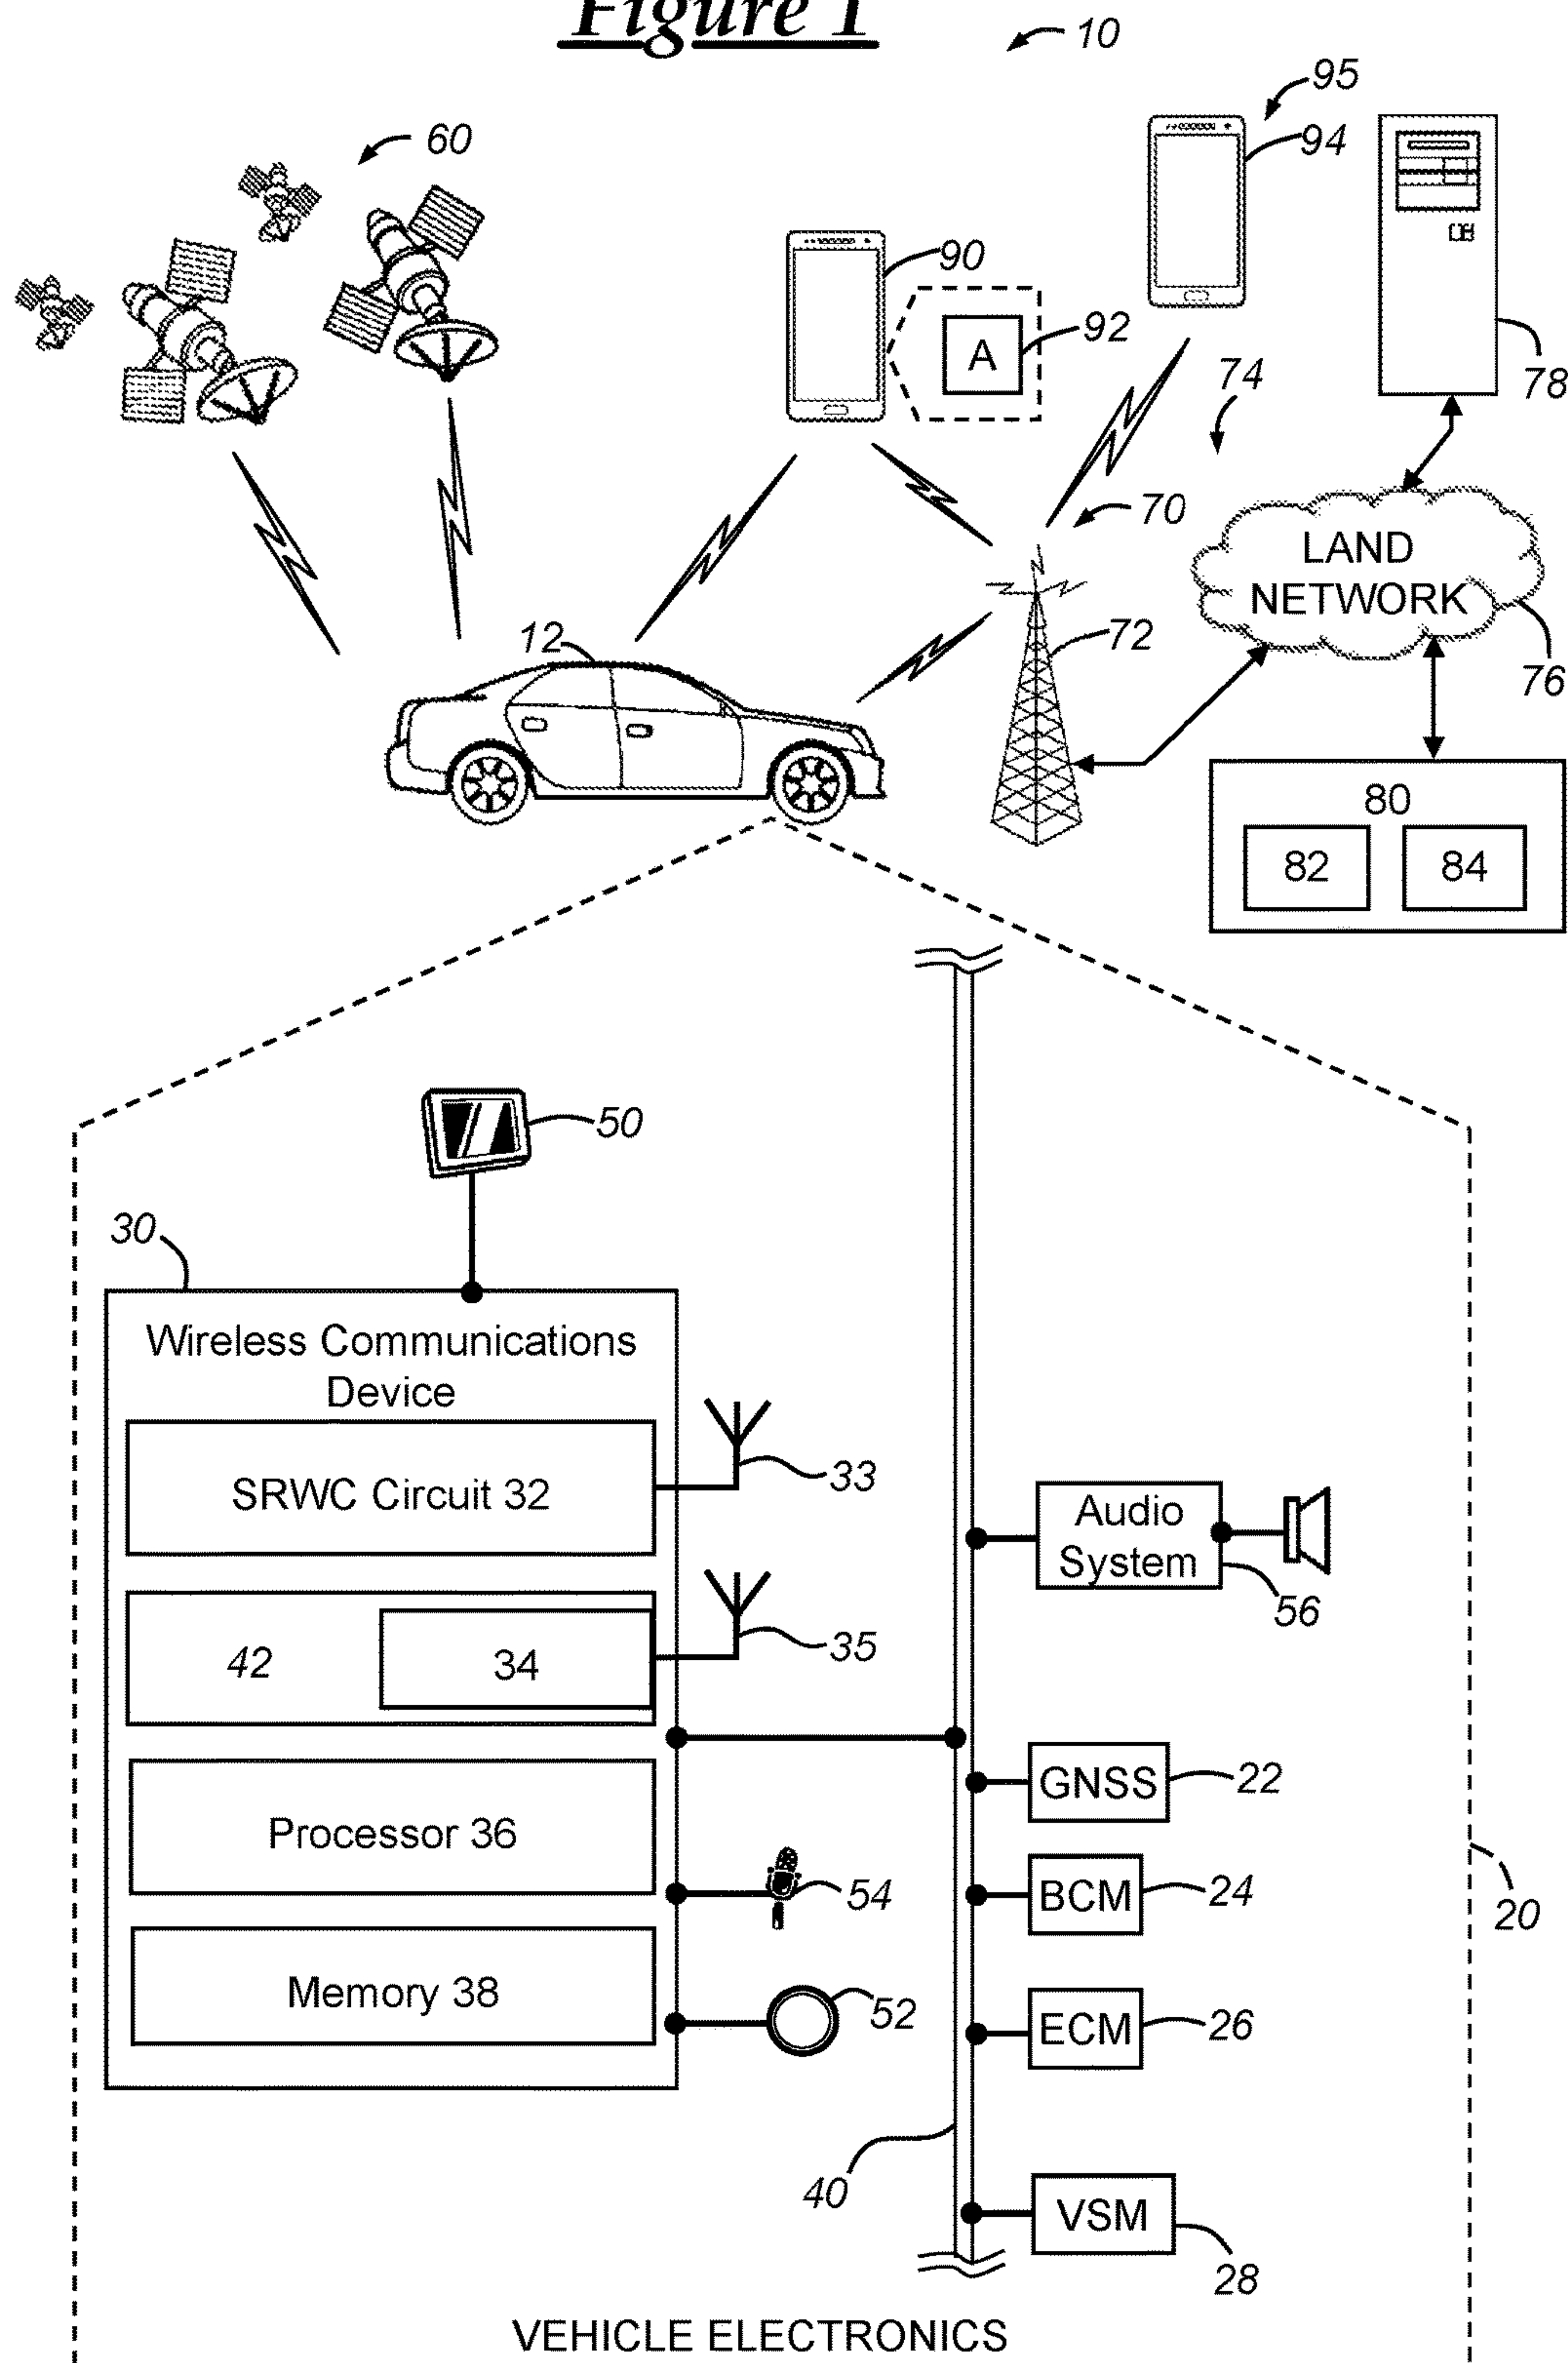 Figure 1
10
95
94
60
90
92
A
78
74
70
LAND
NETWORK
12
72
76
80
82
84
50
30
Wireless Communications
Device
33
SRWC Circuit 32
Audio
System
56
35
42
34
GNSS
22
Processor 36
54
BCM
24
20
Memory 38
52
ECM
26
40
VSM
28
VEHICLE ELECTRONICS